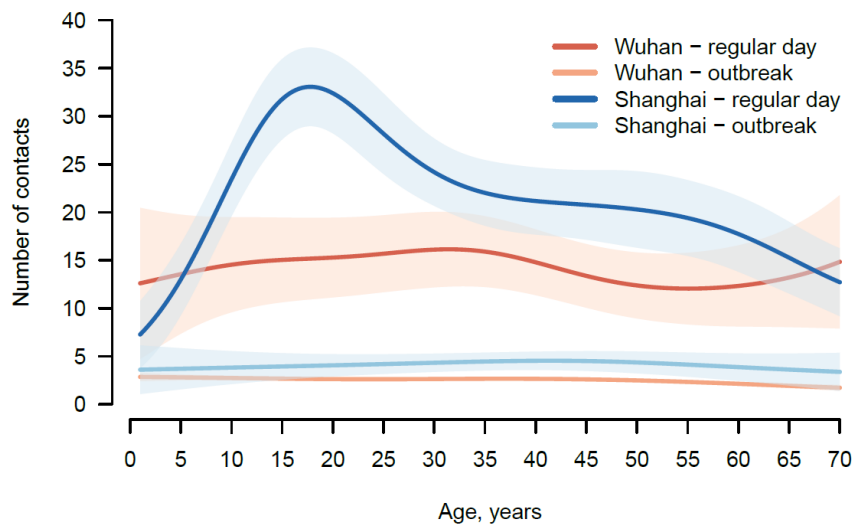 40
35
30
25
20
15
10
5
0
Number of contacts
Wuhan − regular day
Wuhan − outbreak
Shanghai − regular day
Shanghai − outbreak
0 5 10 15 20 25 30 35 40 45 50 55 60 65 70
Age, years